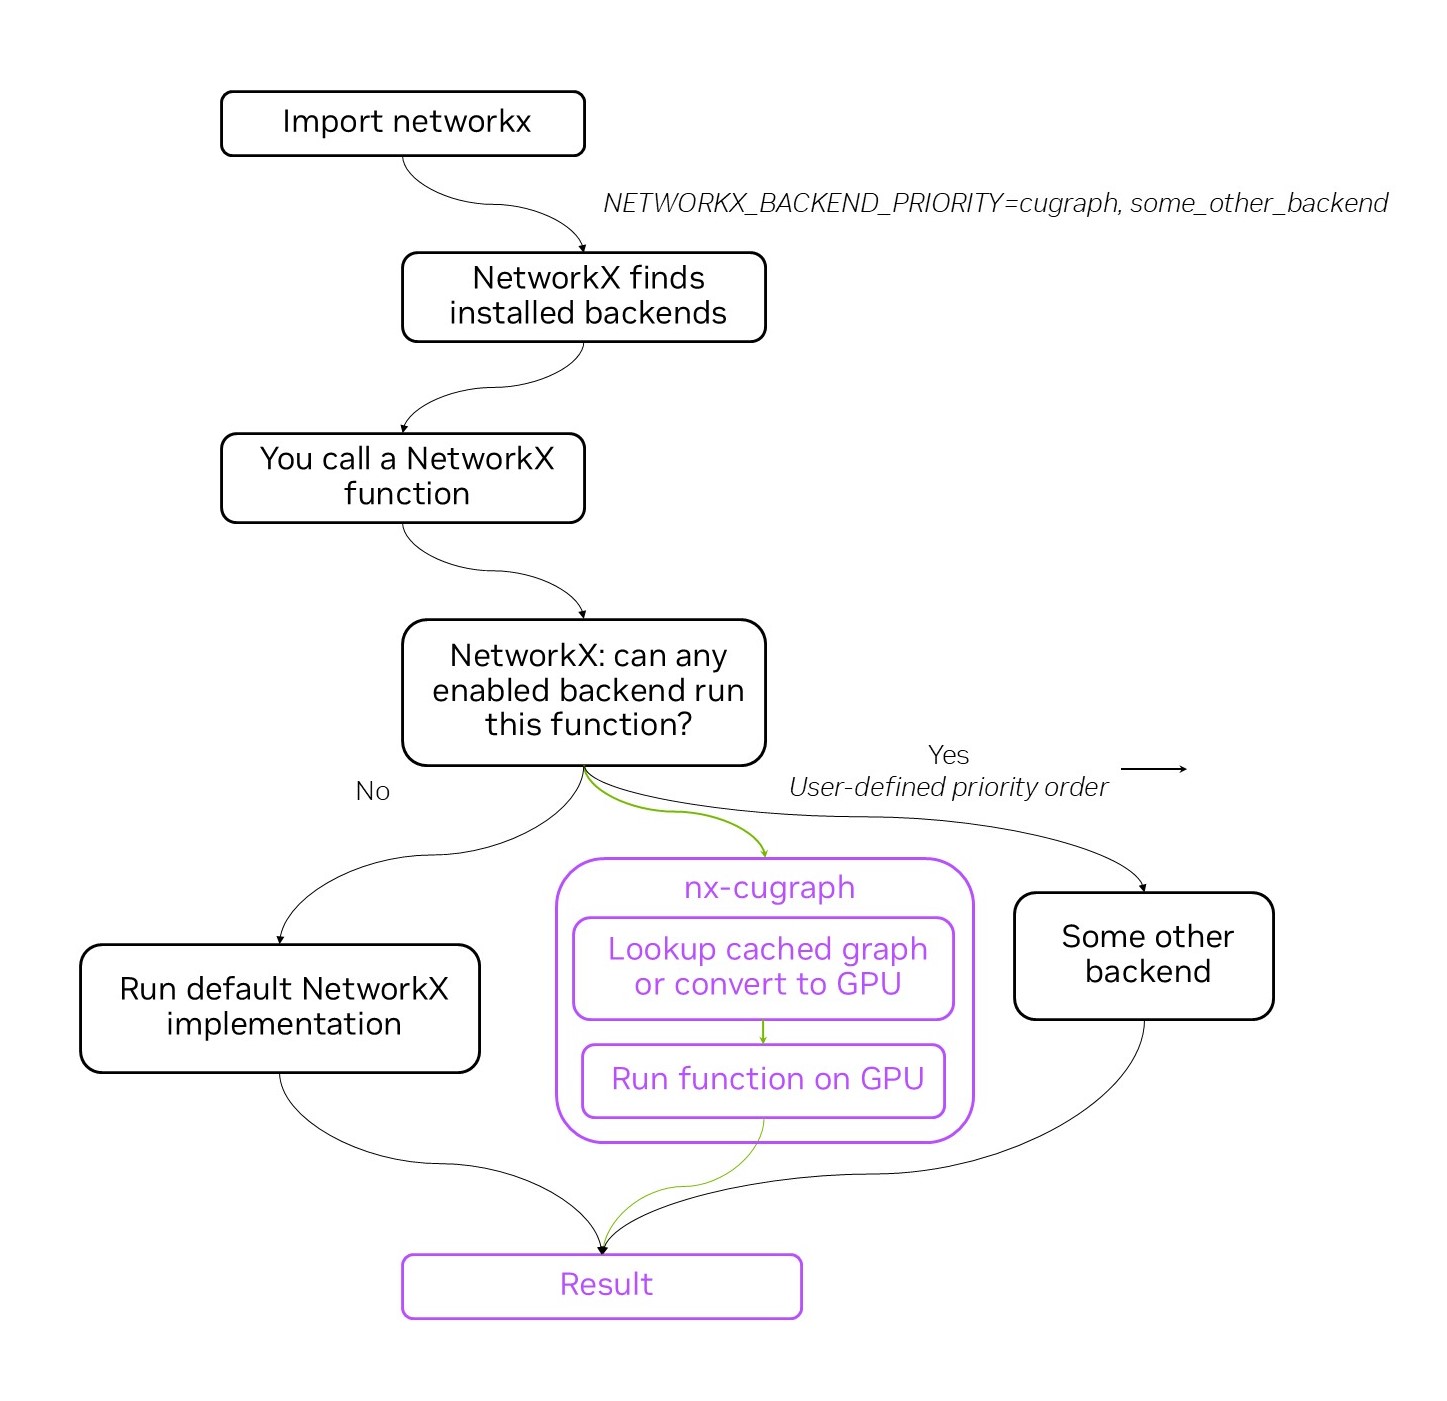 Import networkx
NETWORKX_BACKEND_PRIORITY=cugraph, some_other_backend
NetworkX finds
installed backends
You call a NetworkX
function
NetworkX: can any
enabled backend run
this function?
No
Yes
User-defined priority order
nx-cugraph
Lookup cached graph
or convert to GPU
Run function on GPU
Some other
backend
Run default NetworkX
implementation
Result